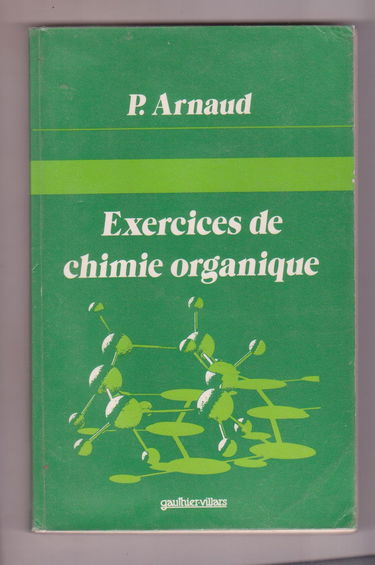 P. Arnaud
Exercices de
chimie organique
gauthier-villars